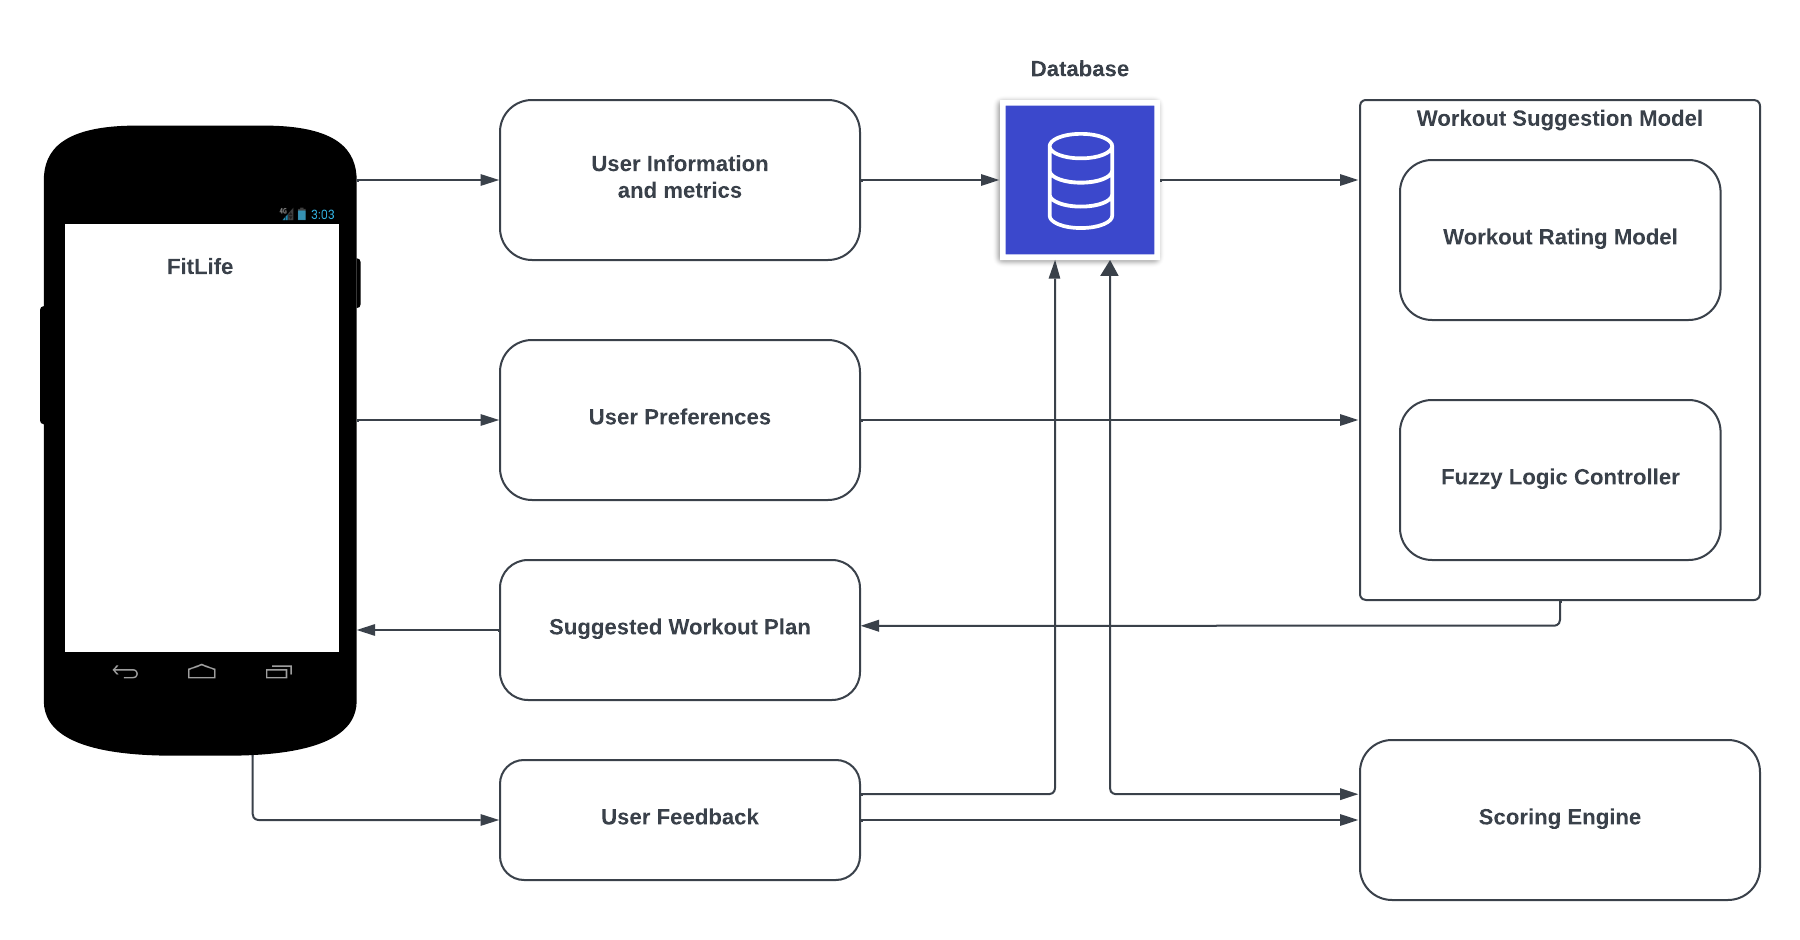 Database
Workout Suggestion Model
User Information
and metrics
4G
3:03
FitLife
Workout Rating Model
User Preferences
Fuzzy Logic Controller
Suggested Workout Plan
User Feedback
Scoring Engine